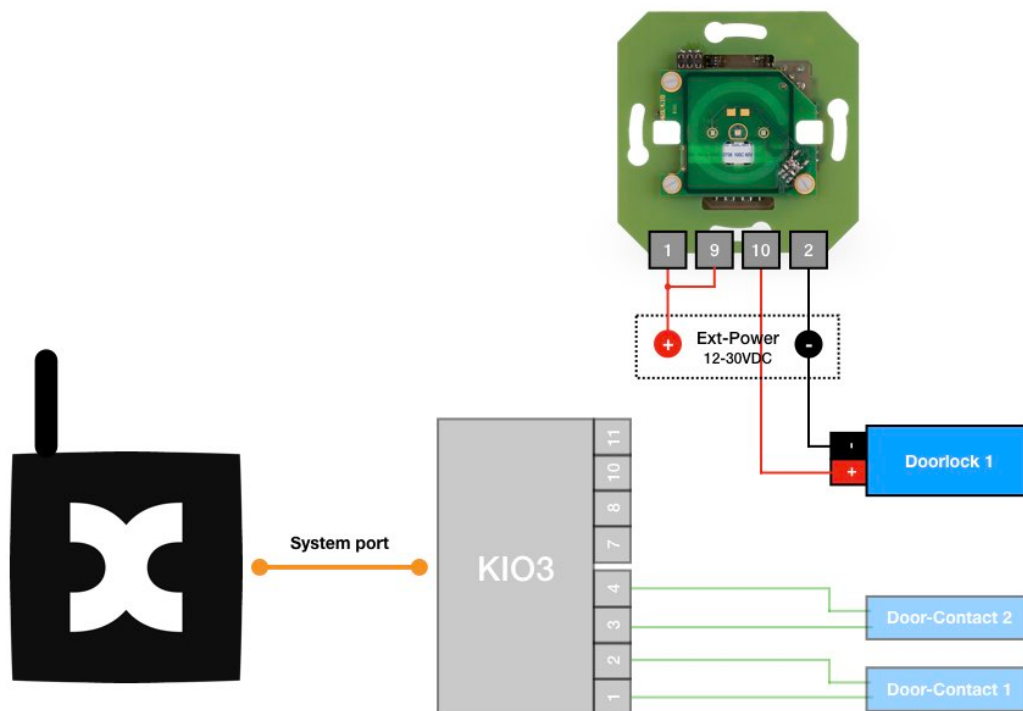 1
9
10
2
+
Ext-Power
12-30VDC
-
11
10
8
7
4
3
2
1
-
+
Doorlock 1
System port
KIO3
Door-Contact 2
Door-Contact 1